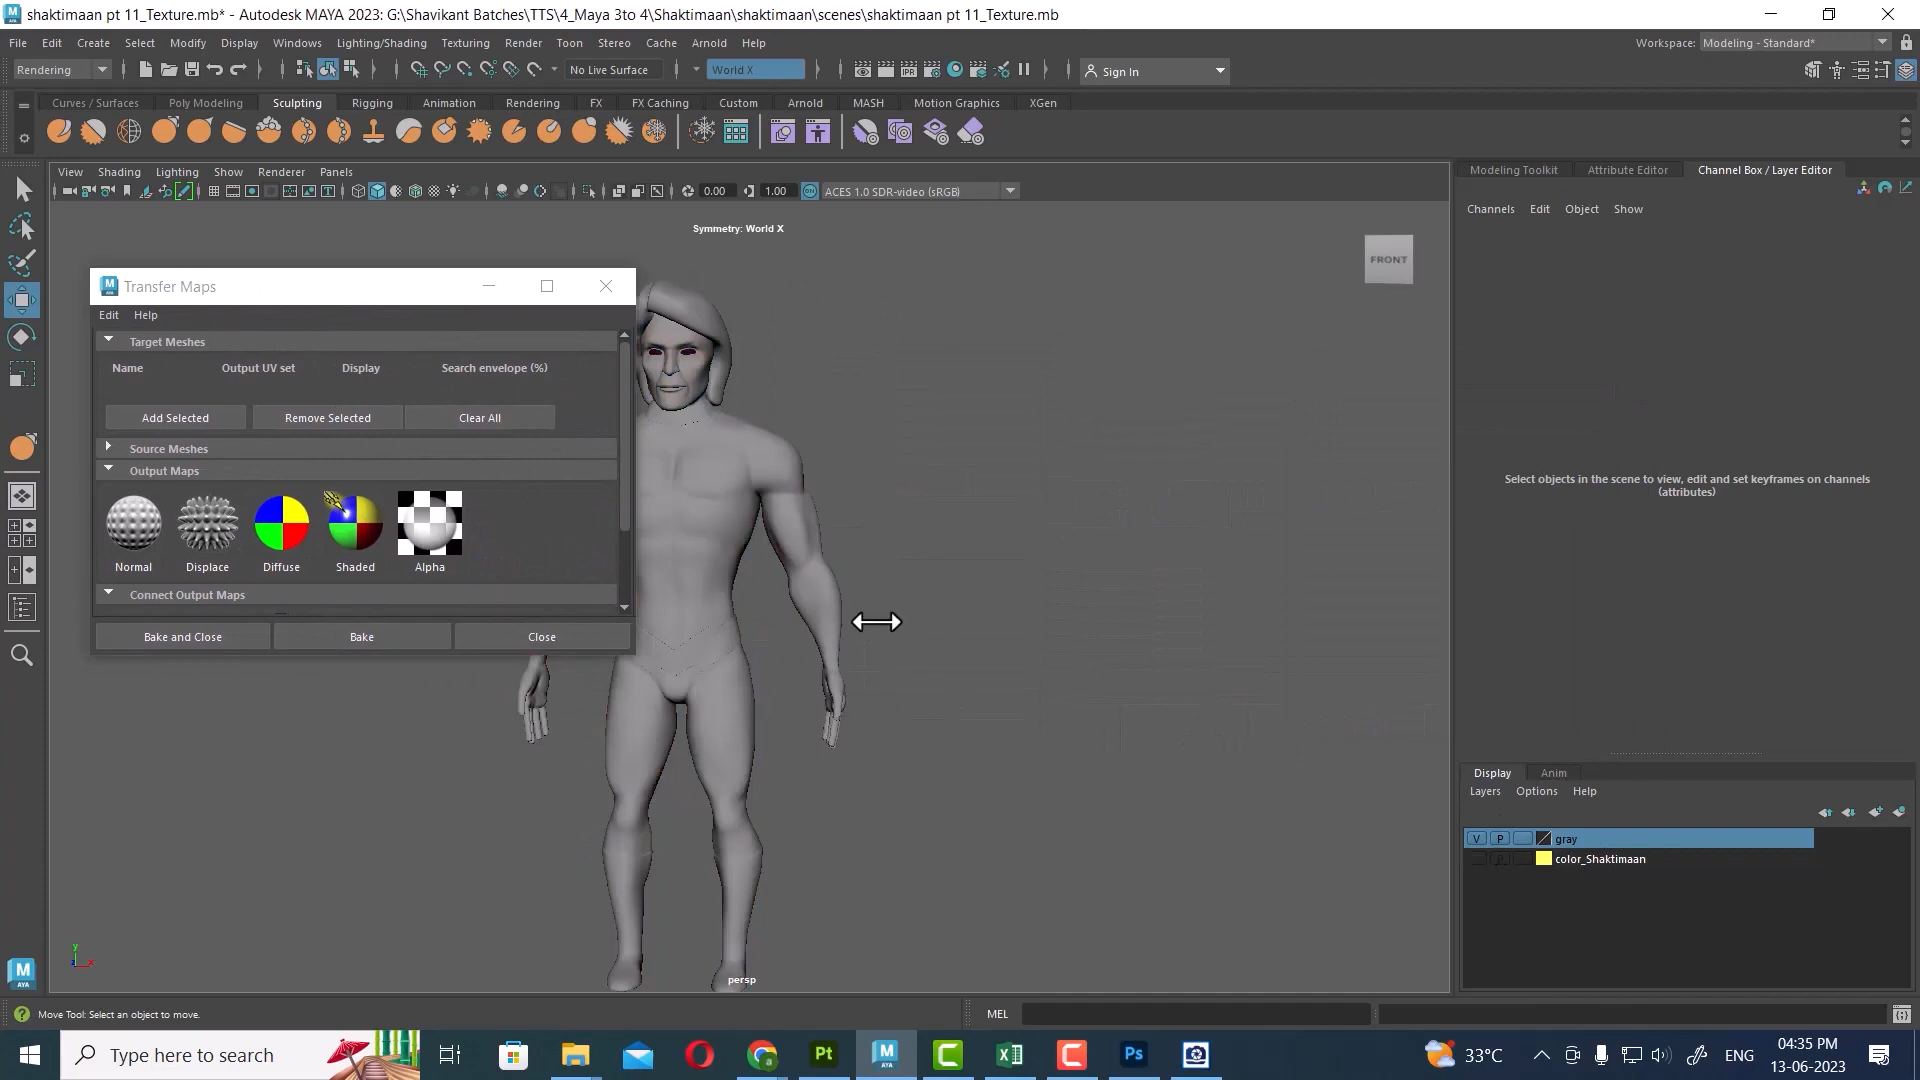 shaktimaan pt 11_Texture.mb* - Autodesk MAYA 2023: G:\Shavikant Batches\TTS\4_Maya 3to 4\Shaktimaan\shaktimaan\scenes\shaktimaan pt 11_Texture.mb
File Edit Create Select Modify Display Windows Lighting/Shading Texturing Render Toon Stereo Cache Arnold Help
Workspace: Modeling - Standard*
Rendering No Live Surface World X Sign In
Curves / Surfaces Poly Modeling Sculpting Rigging Animation Rendering FX FX Caching Custom Arnold MASH Motion Graphics XGen
View Shading Lighting Show Renderer Panels
0.00 1.00 ACES 1.0 SDR-video (sRGB)
Modeling Toolkit Attribute Editor Channel Box / Layer Editor
Channels Edit Object Show
Symmetry: World X
FRONT
Transfer Maps
Edit Help
Target Meshes
Name Output UV set Display Search envelope (%)
Add Selected Remove Selected Clear All
Source Meshes
Output Maps
Normal Displace Diffuse Shaded Alpha
Connect Output Maps
Bake and Close Bake Close
Select objects in the scene to view, edit and set keyframes on channels
(attributes)
Display Anim
Layers Options Help
V P gray
P color_Shaktimaan
persp
Move Tool: Select an object to move.
MEL
Type here to search
33°C
ENG
04:35 PM
13-06-2023